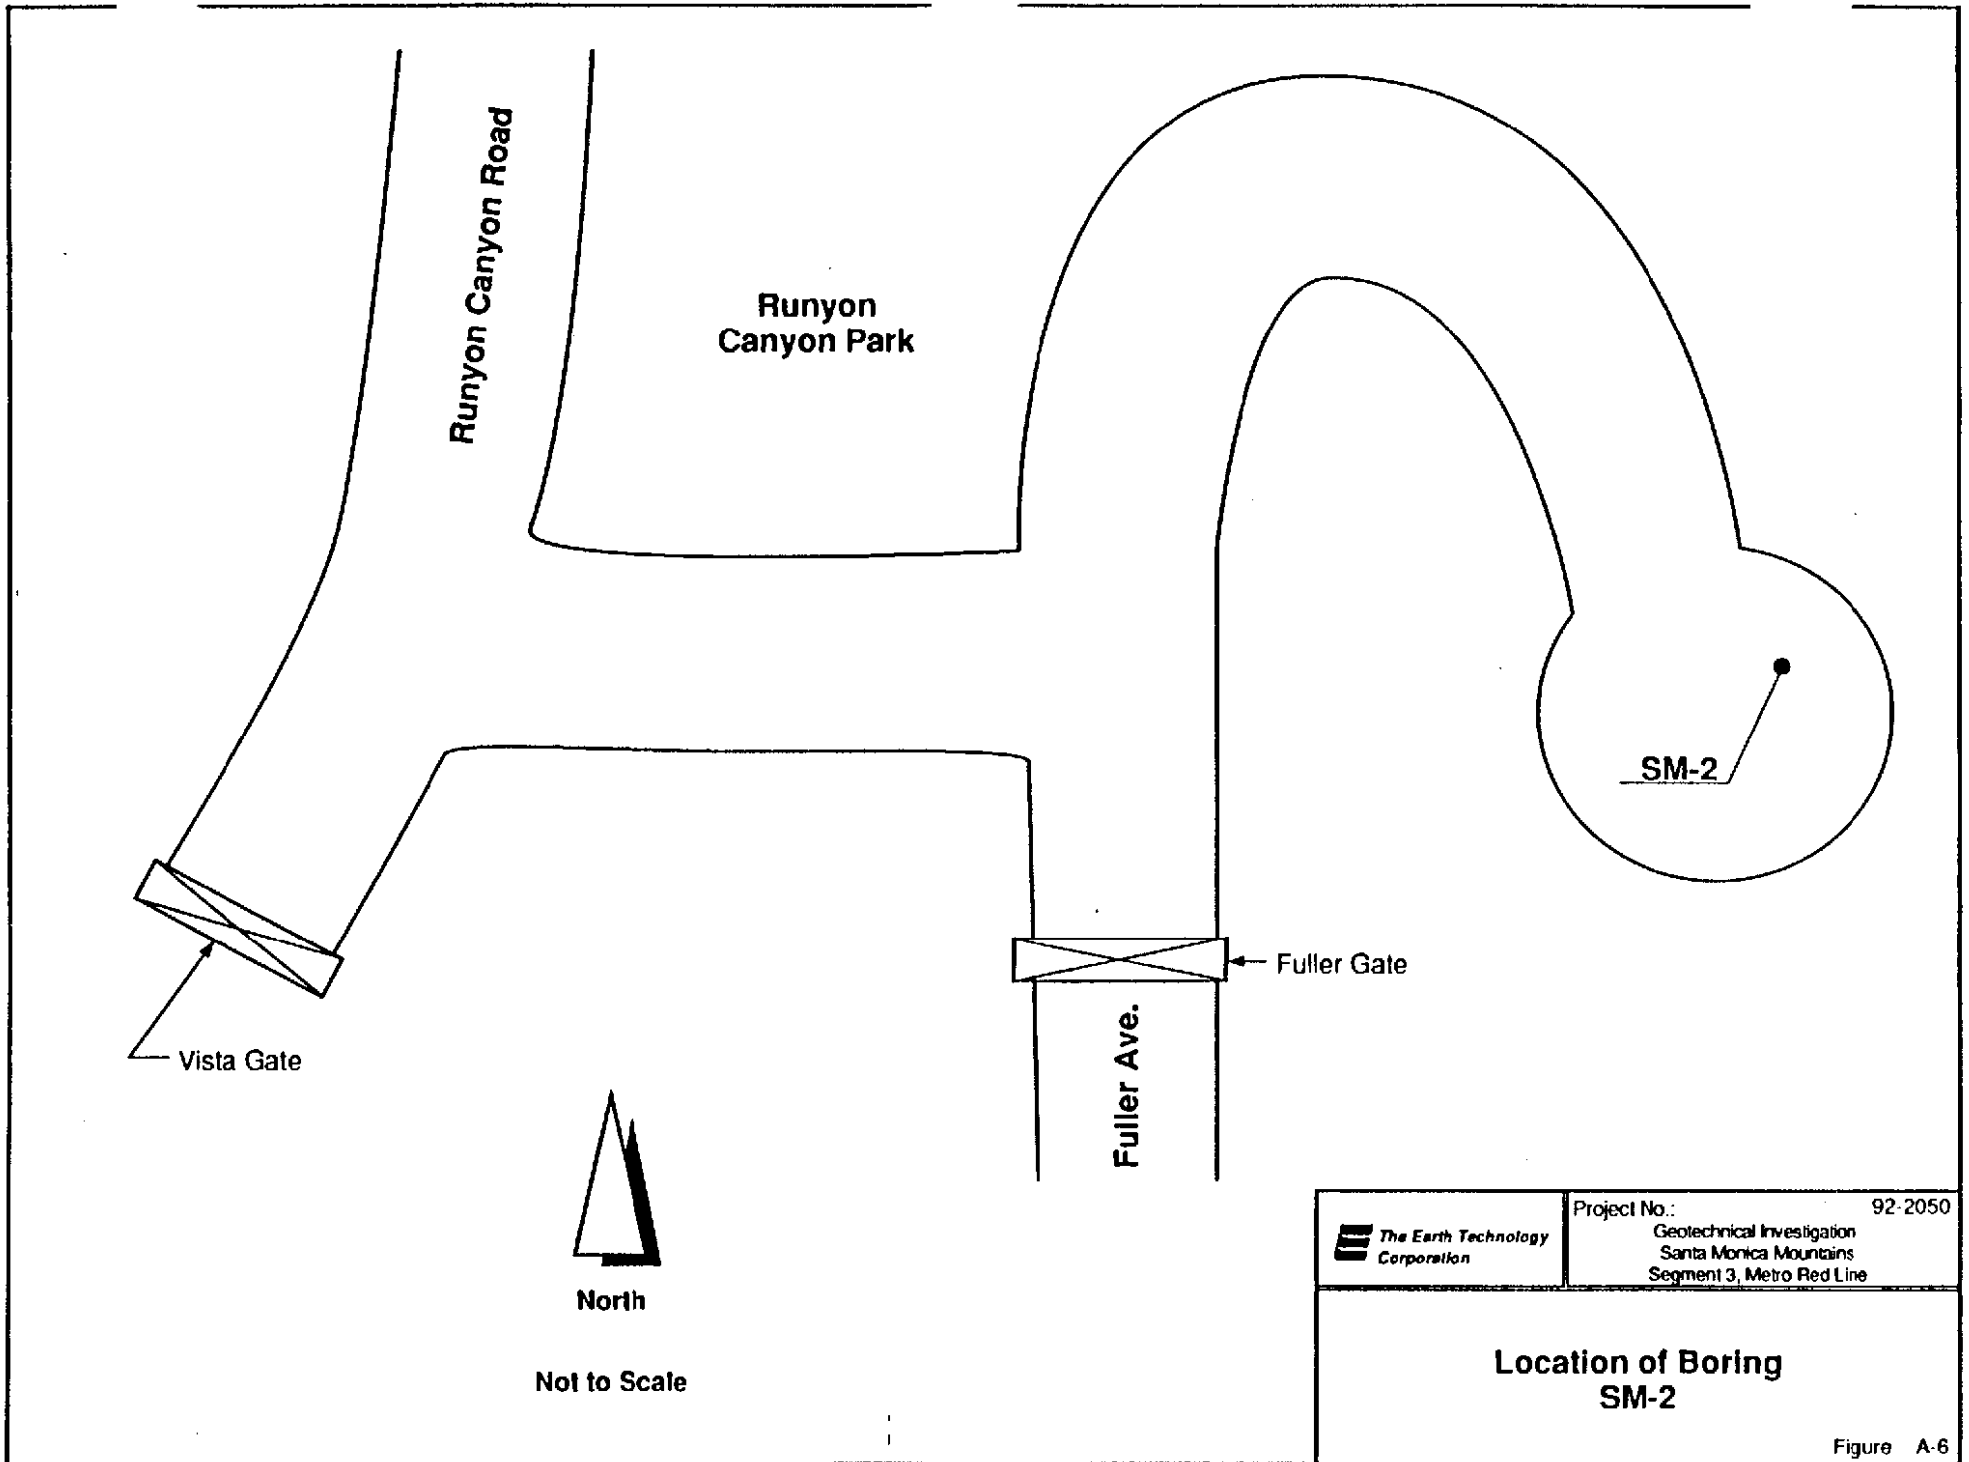 Runyon Canyon Road
Runyon
Canyon Park
SM-2
Fuller Gate
Vista Gate
Fuller Ave.
North
Not to Scale
The Earth Technology
Corporation
Project No.: 92-2050
Geotechnical Investigation
Santa Monica Mountains
Segment 3, Metro Red Line
Location of Boring
SM-2
Figure A-6